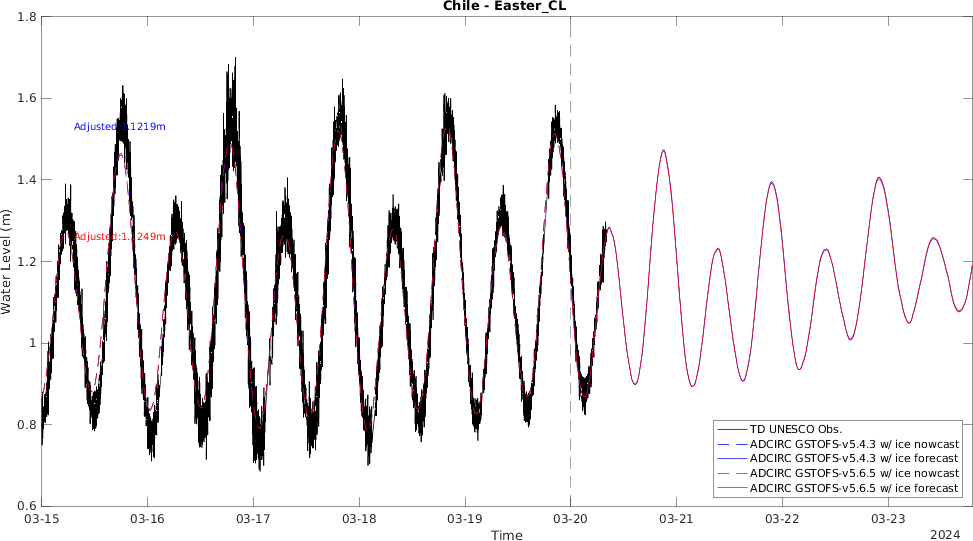 Chile - Easter_CL
1.8
1.6
1.4
1.2
1
0.8
0.6
Water Level (m)
Adjusted:
1219m
Adjusted:1.1249m
03-15
03-16
03-17
03-18
03-19
03-20
03-21
03-22
03-23
Time
2024
TD UNESCO Obs.
ADCIRC GSTOFS-v5.4.3 w/ ice nowcast
ADCIRC GSTOFS-v5.4.3 w/ ice forecast
ADCIRC GSTOFS-v5.6.5 w/ ice nowcast
ADCIRC GSTOFS-v5.6.5 w/ ice forecast